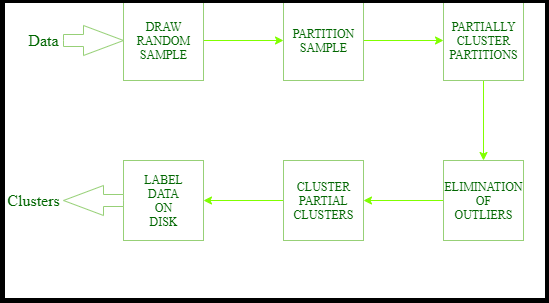 Data
DRAW
RANDOM
SAMPLE
PARTITION
SAMPLE
PARTIALLY
CLUSTER
PARTITIONS
ELIMINATION
OF
OUTLIERS
CLUSTER
PARTIAL
CLUSTERS
LABEL
DATA
ON
DISK
Clusters